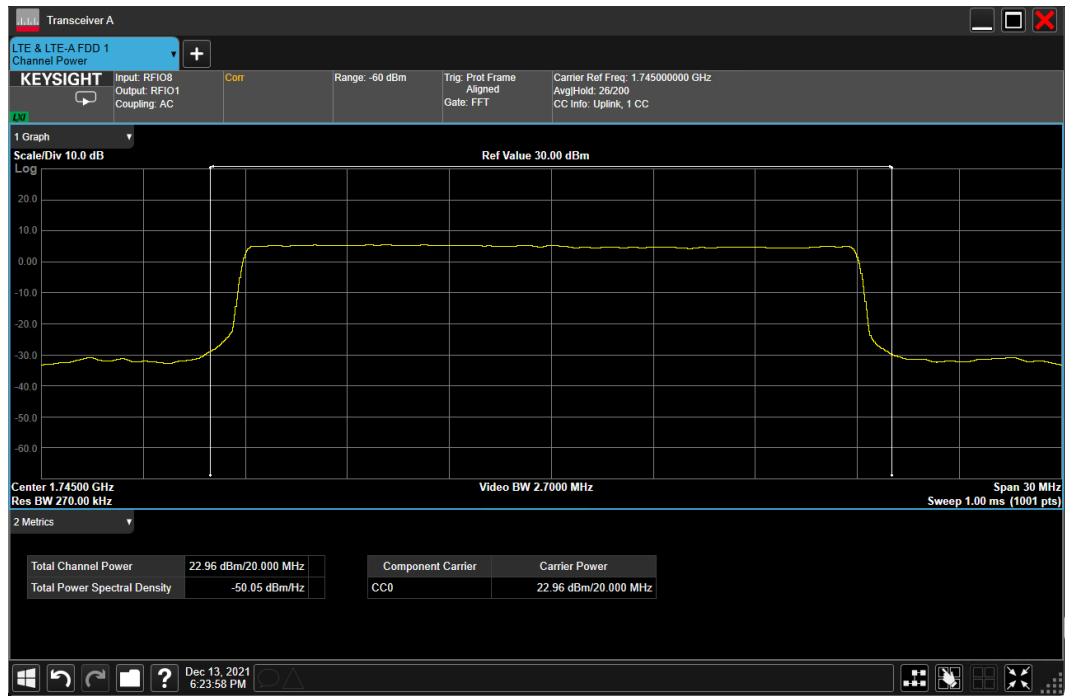 Transceiver A
LTE & LTE-A FDD 1
Channel Power
KEYSIGHT
LXI
Input: RFIO8
Output: RFIO1
Coupling: AC
Corr
Range: -60 dBm
Trig: Prot Frame
Aligned
Gate: FFT
Carrier Ref Freq: 1.745000000 GHz
Avg|Hold: 26/200
CC Info: Uplink, 1 CC
1 Graph
Scale/Div 10.0 dB
Ref Value 30.00 dBm
Log
20.0
10.0
0.00
-10.0
-20.0
-30.0
-40.0
-50.0
-60.0
Center 1.74500 GHz
Video BW 2.7000 MHz
Span 30 MHz
Res BW 270.00 kHz
Sweep 1.00 ms (1001 pts)
2 Metrics
Total Channel Power 22.96 dBm/20.000 MHz
Total Power Spectral Density -50.05 dBm/Hz
Component Carrier Carrier Power
CC0 22.96 dBm/20.000 MHz
?
Dec 13, 2021
6:23:58 PM